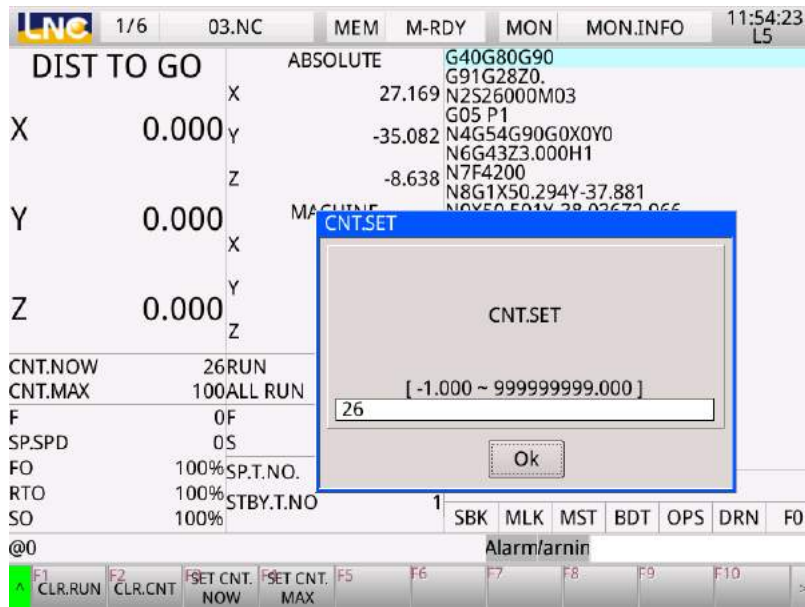 LNC 1/6 03.NC MEM M-RDY MON MON.INFO 11:54:23
L5
DIST TO GO
X 0.000
Y 0.000
Z 0.000
ABSOLUTE
X 27.169
Y -35.082
Z -8.638
X
Y
Z
G40G80G90
G91G28Z0.
N2S26000M03
G05 P1
N4G54G90G0X0Y0
N6G43Z3.000H1
N7F4200
N8G1X50.294Y-37.881
CNT.SET
CNT.SET
[ -1.000 ~ 999999999.000 ]
26
Ok
CNT.NOW 26
CNT.MAX 100
F 0
SP.SPD 0
FO 100%
RTO 100%
SO 100%
RUN
ALL RUN
F
S
SP.T.NO.
STBY.T.NO 1
SBK MLK MST BDT OPS DRN F0
@0
Alarm/arnin
^ F1 CLR.RUN F2 CLR.CNT F3 SET CNT. NOW F4 SET CNT. MAX F5 F6 F7 F8 F9 F10 >